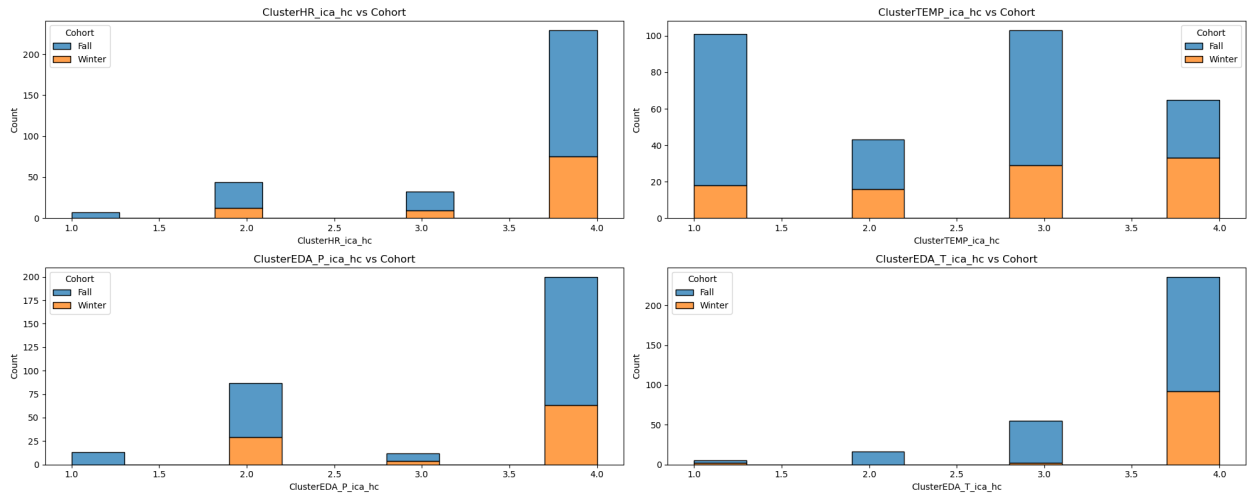 ClusterHR_ica_hc vs Cohort
Cohort
Fall
Winter
200
150
100
50
0
Count
1.0 1.5 2.0 2.5 3.0 3.5 4.0
ClusterHR_ica_hc
ClusterTEMP_ica_hc vs Cohort
Cohort
Fall
Winter
100
80
60
40
20
0
Count
1.0 1.5 2.0 2.5 3.0 3.5 4.0
ClusterTEMP_ica_hc
ClusterEDA_P_ica_hc vs Cohort
Cohort
Fall
Winter
200
175
150
125
100
75
50
25
0
Count
1.0 1.5 2.0 2.5 3.0 3.5 4.0
ClusterEDA_P_ica_hc
ClusterEDA_T_ica_hc vs Cohort
Cohort
Fall
Winter
200
150
100
50
0
Count
1.0 1.5 2.0 2.5 3.0 3.5 4.0
ClusterEDA_T_ica_hc